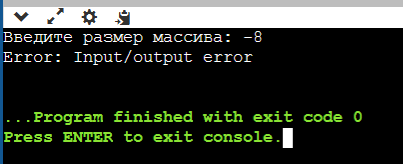 Введите размер массива: -8
Error: Input/output error
...Program finished with exit code 0
Press ENTER to exit console.